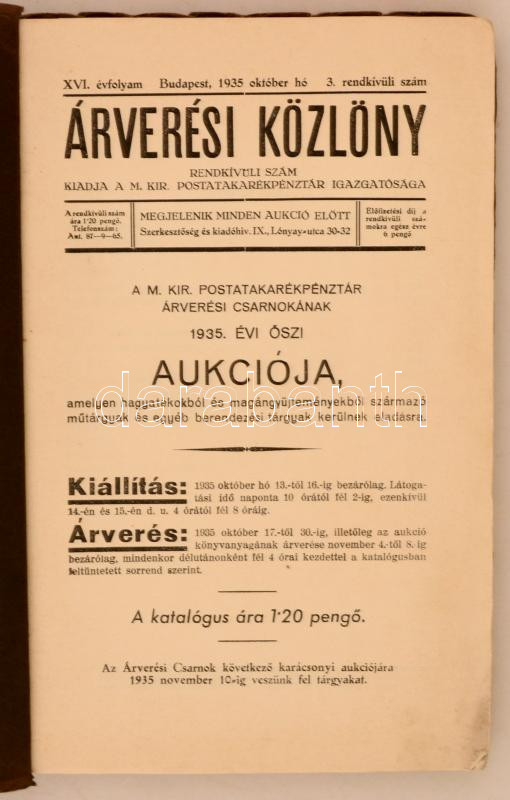 XVI. évfolyam Budapest, 1935 október hó 3. rendkívüli szám
ÁRVERÉSI KÖZLÖNY
RENDKÍVÜLI SZÁM
KIADJA A M. KIR. POSTATAKARÉKPÉNZTÁR IGAZGATÓSÁGA
A rendkívüli szám
ára 1·20 pengő.
Telefonszám:
Aut. 87—9—65.
MEGJELENIK MINDEN AUKCIÓ ELŐTT
Szerkesztőség és kiadóhiv. IX., Lónyay-utca 30-32
Előfizetési díj a
rendkívüli szá-
mokra egész évre
6 pengő
A M. KIR. POSTATAKARÉKPÉNZTÁR
ÁRVERÉSI CSARNOKÁNAK
1935. ÉVI ŐSZI
AUKCIÓJA,
amelyen hagyatékokból és magángyűjteményekből származó
műtárgyak és egyéb berendezési tárgyak kerülnek eladásra.
darabanth
Kiállítás: 1935 október hó 13.-tól 16.-ig bezárólag. Látoga-
tási idő naponta 10 órától fél 2-ig, ezenkívül
14.-én és 15.-én d. u. 4 órától fél 8 óráig.
Árverés: 1935 október 17.-től 30.-ig, illetőleg az aukció
könyvanyagának árverése november 4.-től 8.-ig
bezárólag, mindenkor délutánonként fél 4 órai kezdettel a katalógusban
feltüntetett sorrend szerint.
A katalógus ára 1·20 pengő.
Az Árverési Csarnok következő karácsonyi aukciójára
1935 november 10-ig veszünk fel tárgyakat.